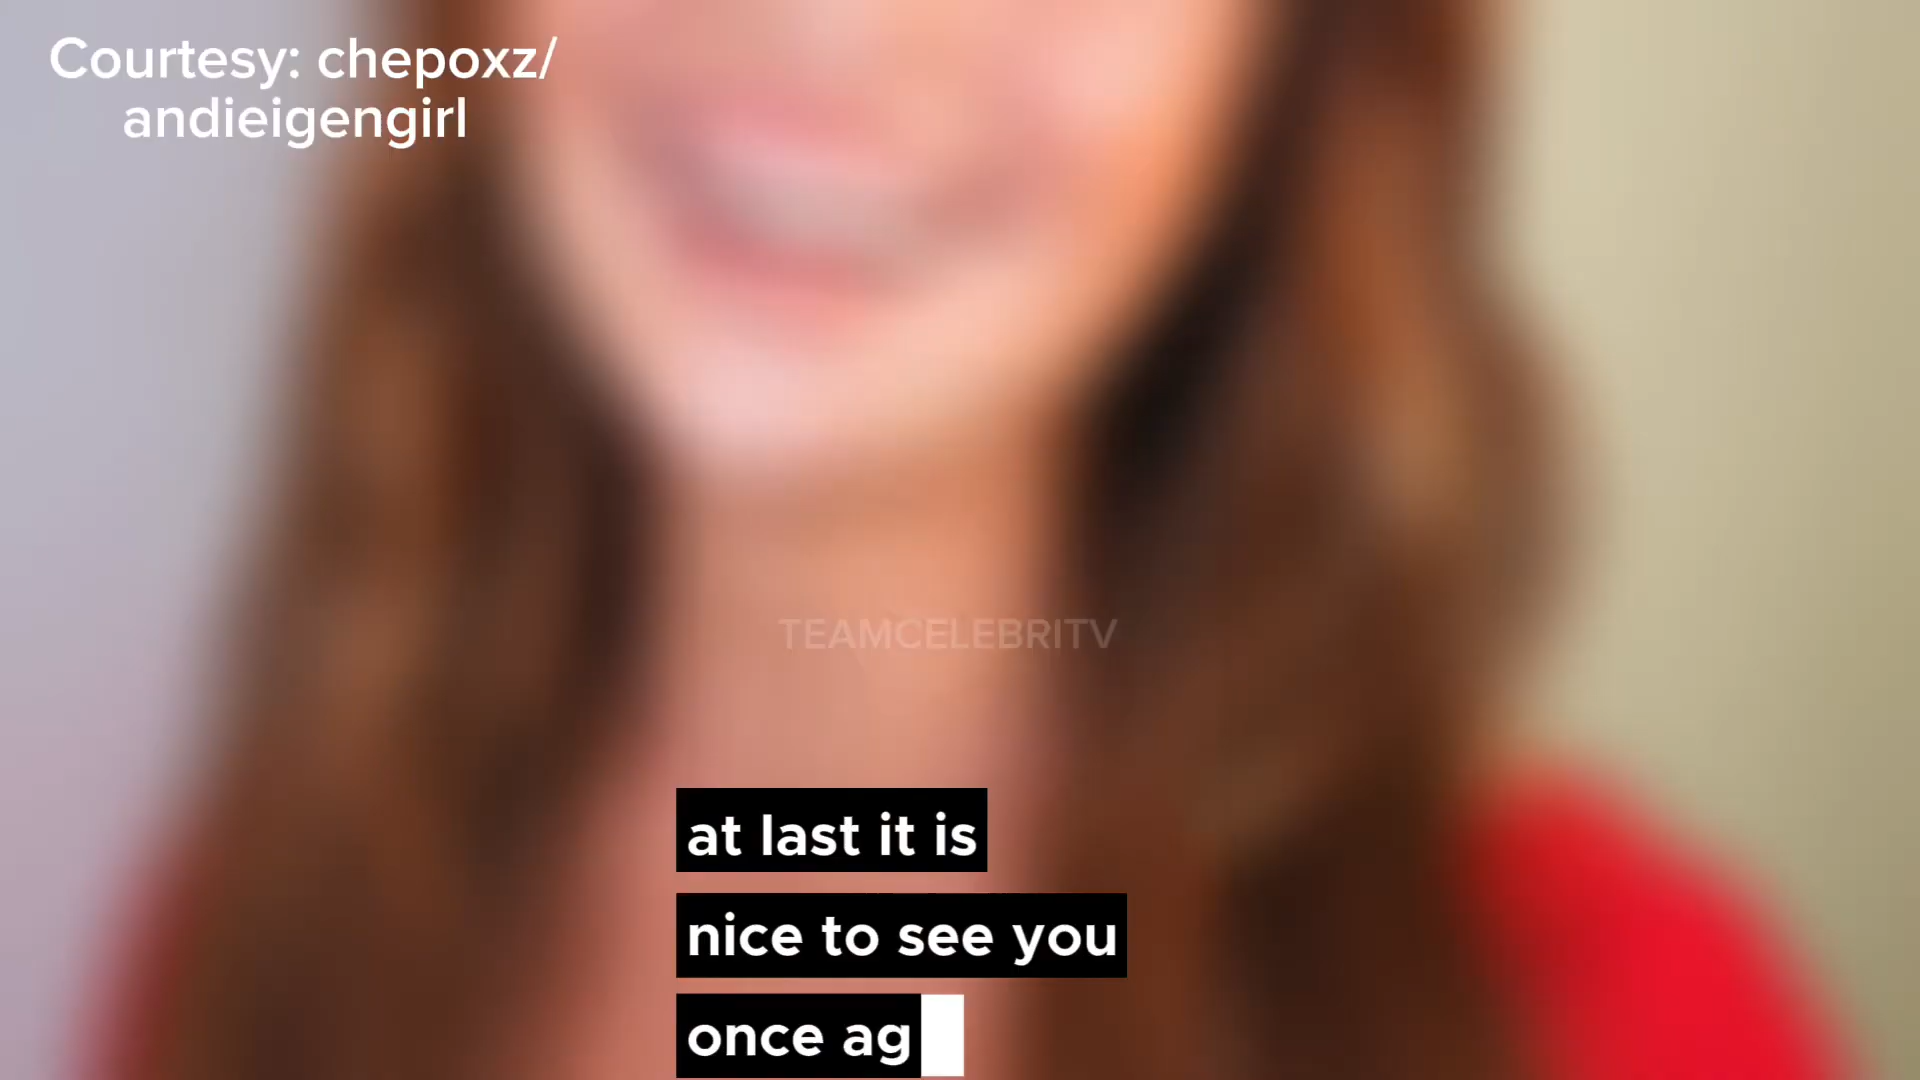 Courtesy: chepoxz/
andieigengirl
TEAMCELEBRITV
at last it is
nice to see you
once ag